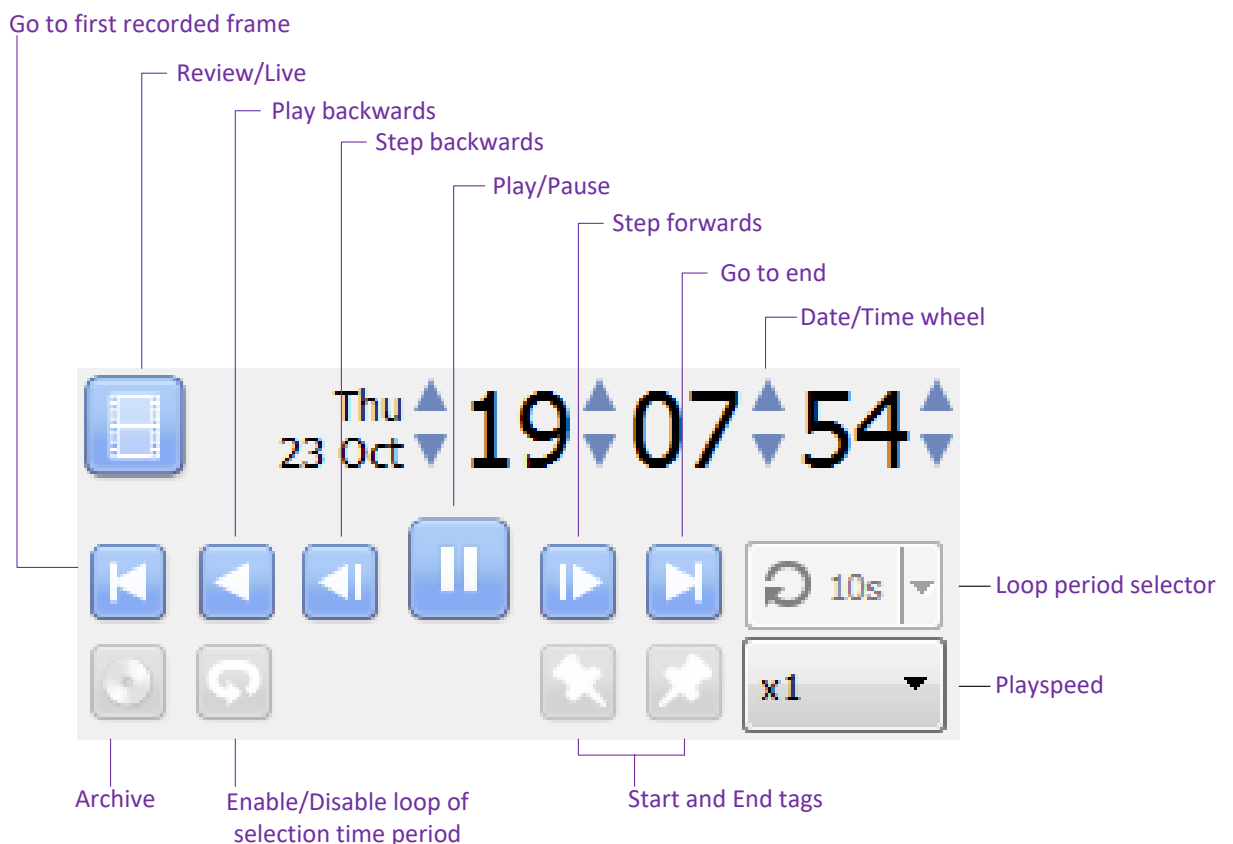 Go to first recorded frame
Review/Live
Play backwards
Step backwards
Play/Pause
Step forwards
Go to end
Date/Time wheel
Thu
23 Oct
19 07 54
10s
Loop period selector
x1
Playspeed
Archive
Enable/Disable loop of
selection time period
Start and End tags